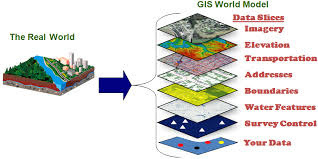 GIS World Model
The Real World
Data Slices
Imagery
Elevation
Transportation
Addresses
Boundaries
Water Features
Survey Control
Your Data